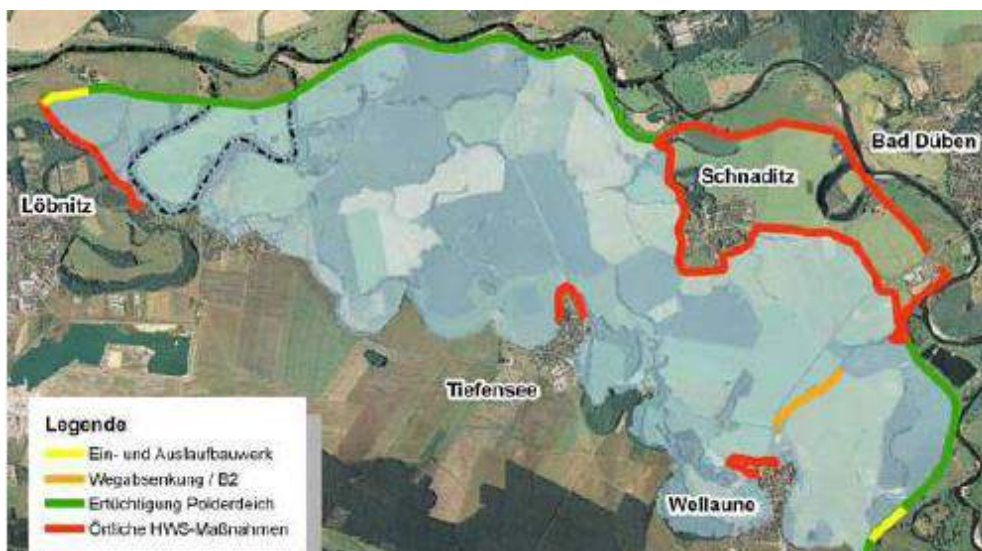 Bad Düben
Schnaditz
Löbnitz
Tiefensee
Wellaune
Legende
Ein- und Auslaufbauwerk
Wegabsenkung / B2
Ertüchtigung Polderdeich
Örtliche HWS-Maßnahmen